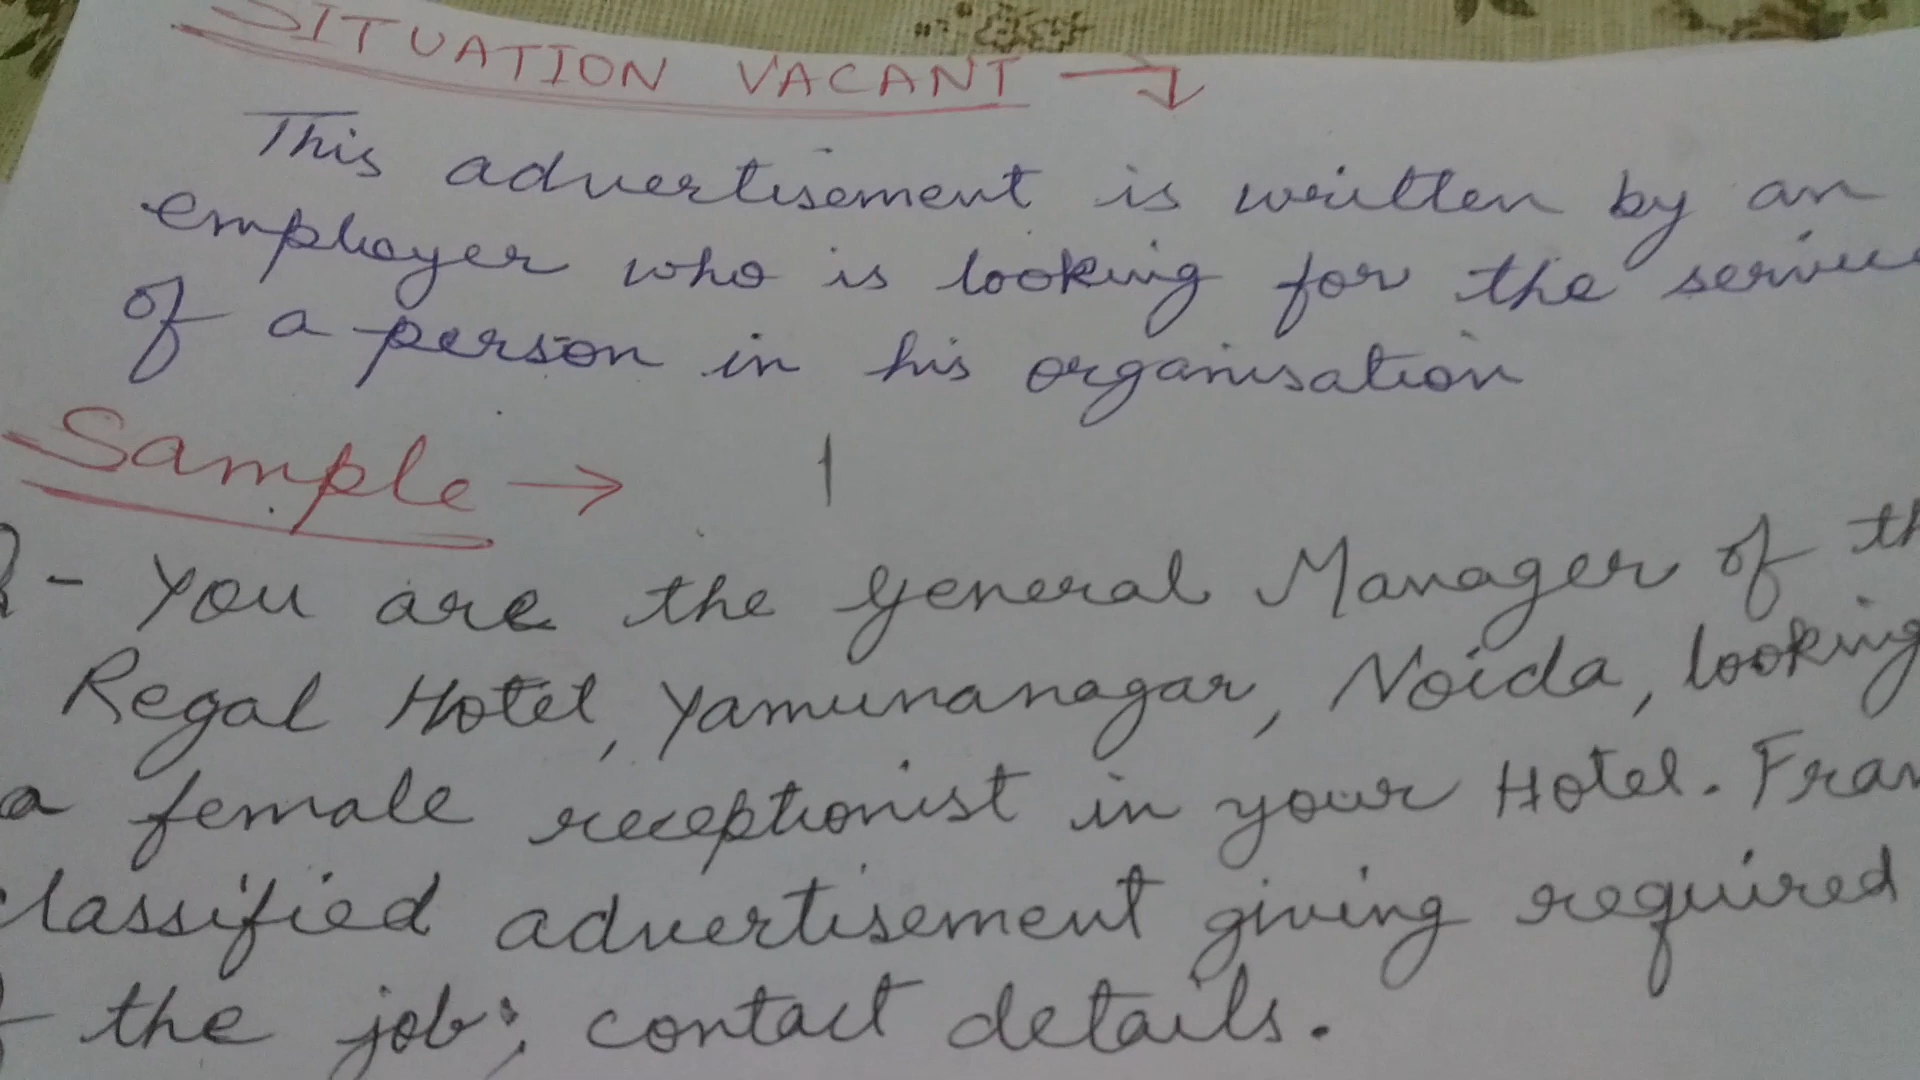 SITUATION VACANT →
This advertisement is written by an
employer who is looking for the
of a person in his organisation
Sample → 1
- You are the General Manager of
Regal Hotel, Yamunanagar, Noida, looking
a female receptionist in your Hotel.
classified advertisement giving required
the job; contact details.